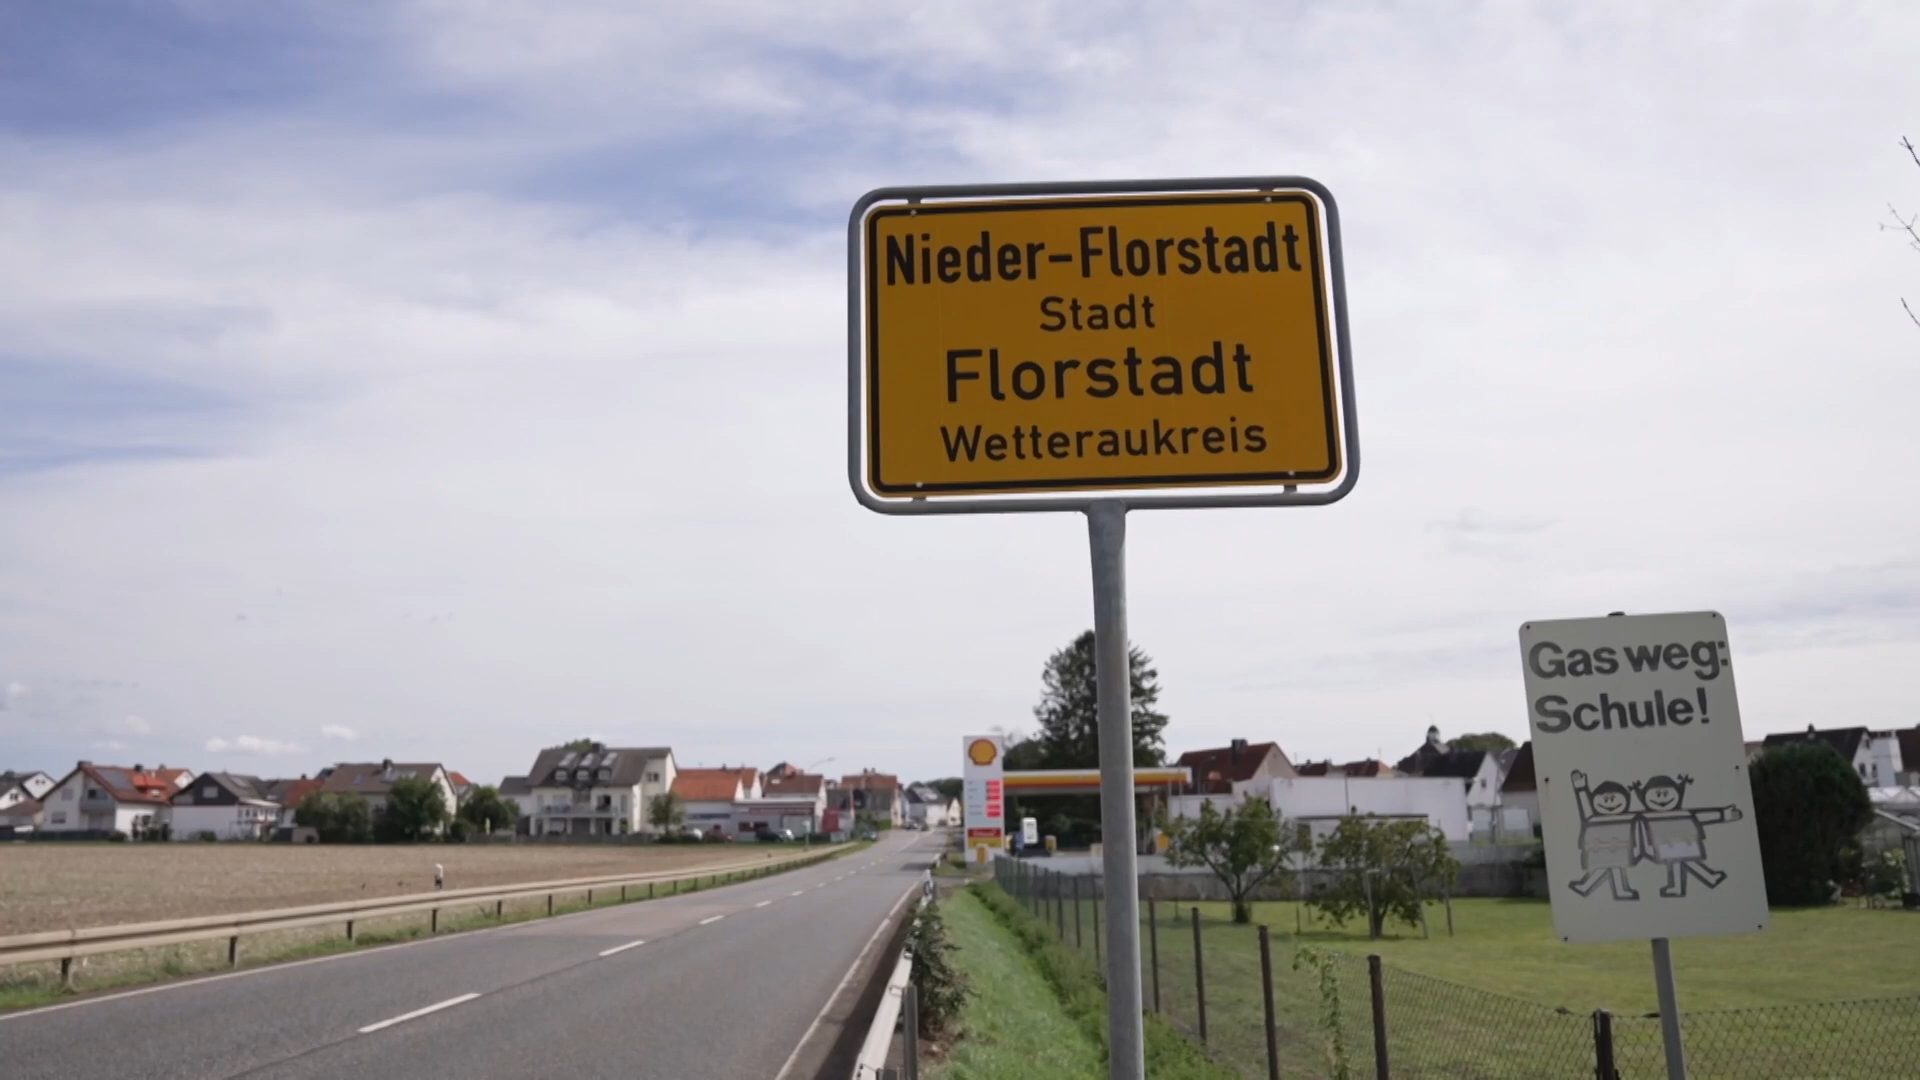 Nieder-Florstadt
Stadt
Florstadt
Wetteraukreis
Gas weg:
Schule!